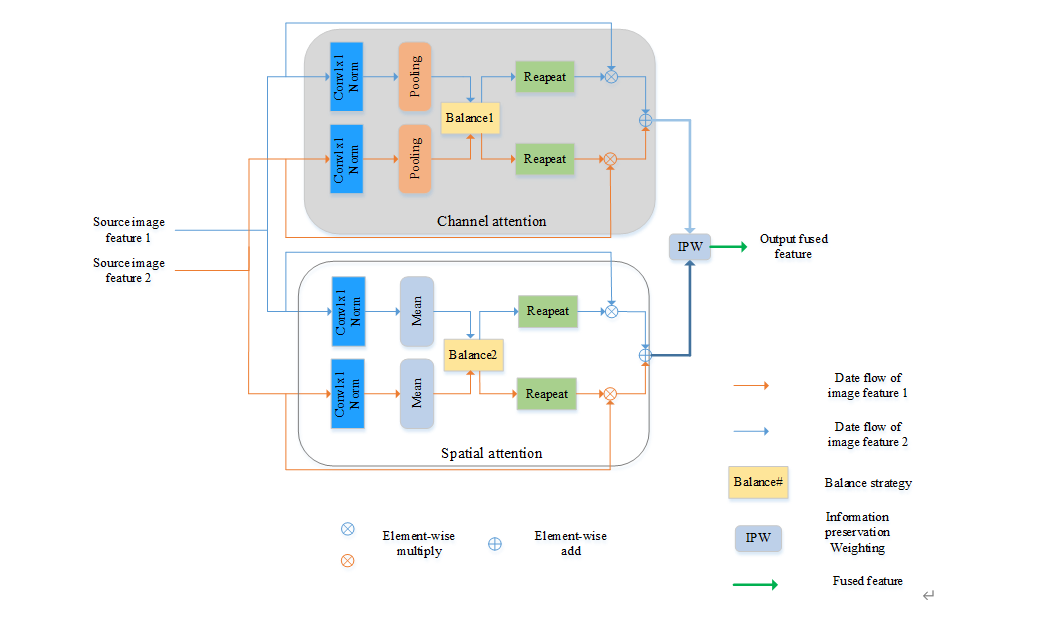 Conv1x1
Norm
Pooling
Reapeat
Balance1
Conv1x1
Norm
Pooling
Reapeat
Channel attention
Source image
feature 1
Source image
feature 2
IPW
Output fused
feature
Conv1x1
Norm
Mean
Reapeat
Balance2
Conv1x1
Norm
Mean
Reapeat
Spatial attention
Date flow of
image feature 1
Date flow of
image feature 2
Balance#
Balance strategy
Element-wise
multiply
Element-wise
add
IPW
Information
preservation
Weighting
Fused feature